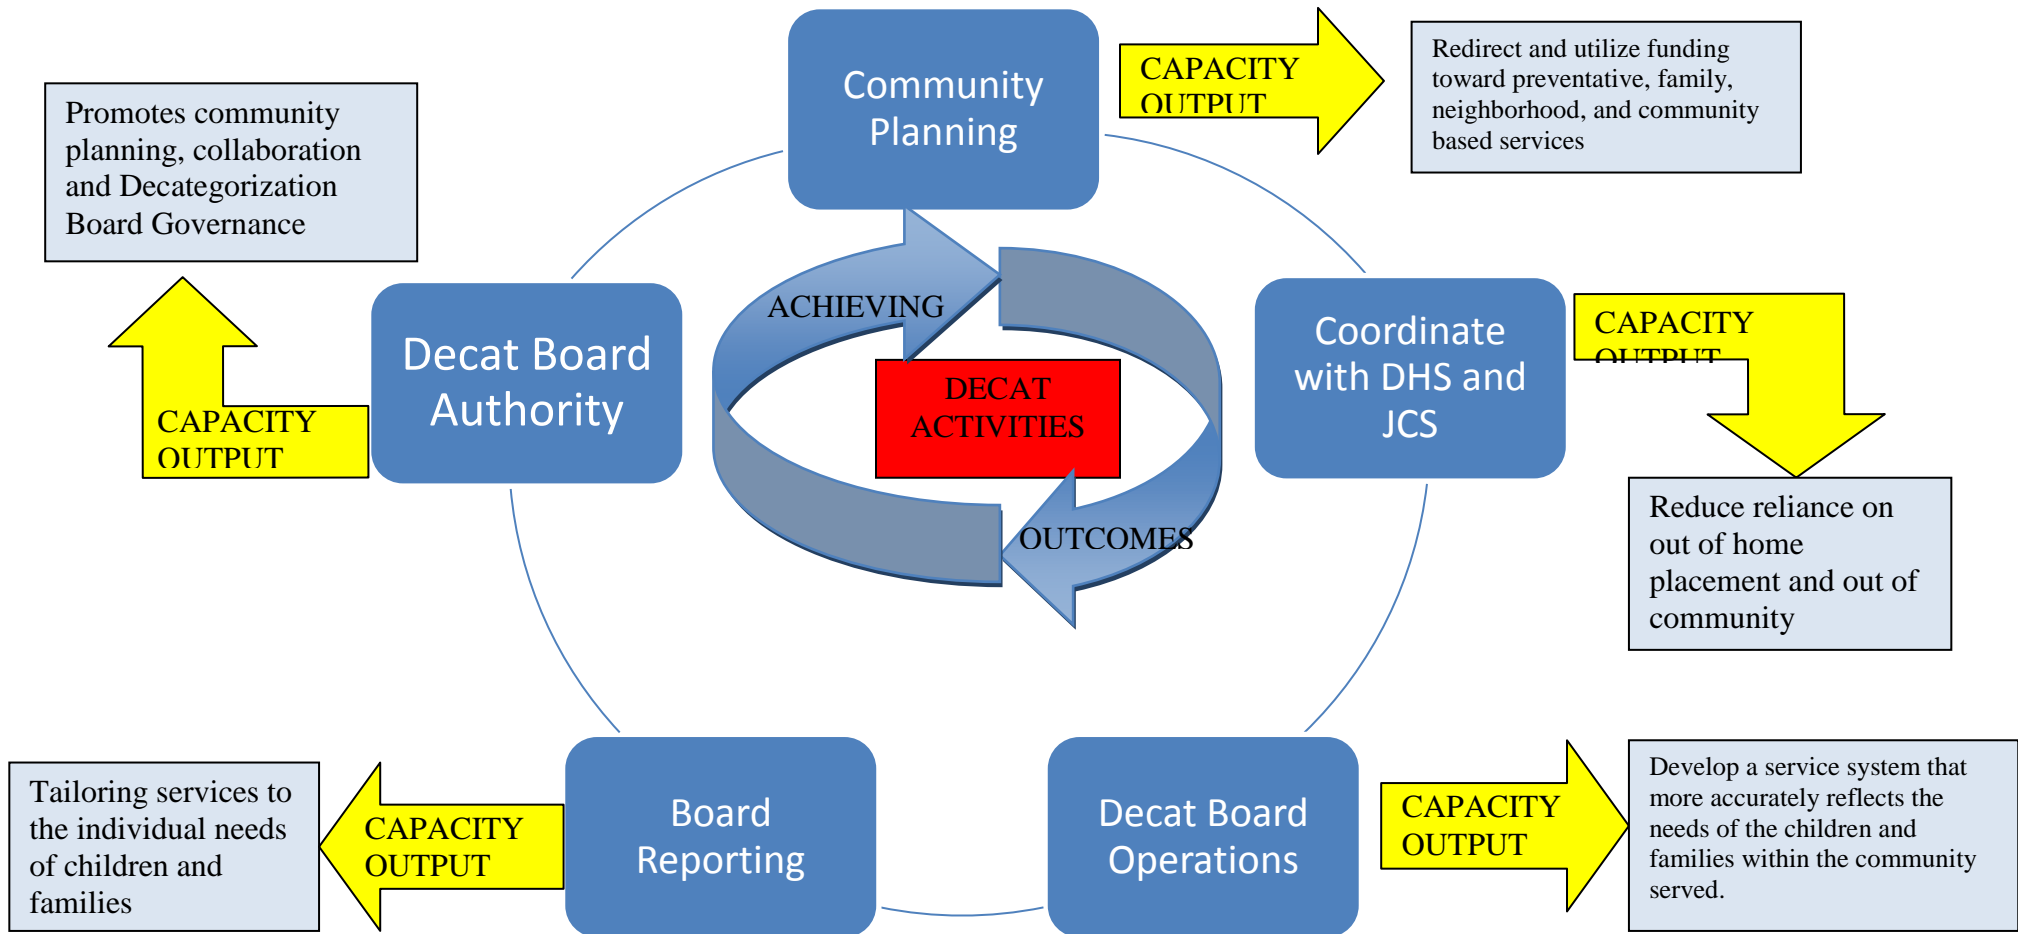 Community
Planning
CAPACITY
OUTPUT
Redirect and utilize funding
toward preventative, family,
neighborhood, and community
based services
Promotes community
planning, collaboration
and Decategorization
Board Governance
Decat Board
Authority
CAPACITY
OUTPUT
ACHIEVING
DECAT
ACTIVITIES
OUTCOMES
Coordinate
with DHS and
JCS
CAPACITY
OUTPUT
Reduce reliance on
out of home
placement and out of
community
Tailoring services to
the individual needs
of children and
families
CAPACITY
OUTPUT
Board
Reporting
Decat Board
Operations
CAPACITY
OUTPUT
Develop a service system that
more accurately reflects the
needs of the children and
families within the community
served.